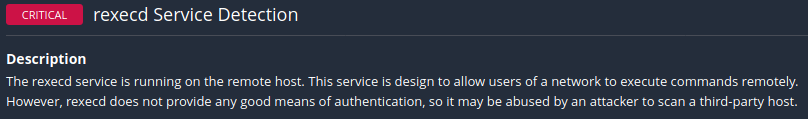 CRITICAL rexecd Service Detection
Description
The rexecd service is running on the remote host. This service is design to allow users of a network to execute commands remotely.
However, rexecd does not provide any good means of authentication, so it may be abused by an attacker to scan a third-party host.